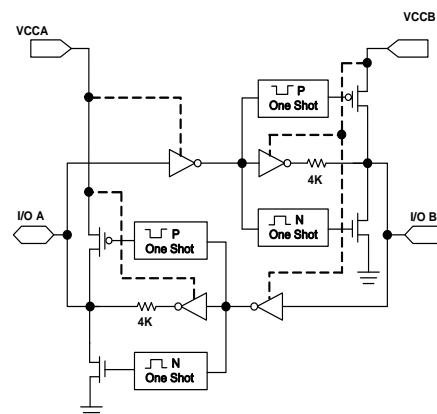 VCCA
VCCB
P
One Shot
4K
N
One Shot
I/O A
I/O B
P
One Shot
4K
N
One Shot